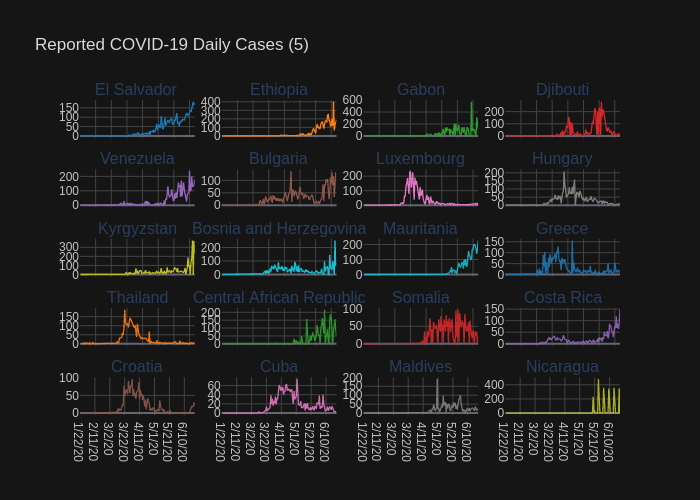 Reported COVID-19 Daily Cases (5)
El Salvador Ethiopia Gabon Djibouti
150 100 50 0 400 300 200 100 0 600 400 200 0 200 100 0
Venezuela Bulgaria Luxembourg Hungary
200 100 0 100 50 0 200 100 0 200 150 100 50 0
Kyrgyzstan Bosnia and Herzegovina Mauritania Greece
300 200 100 0 200 100 0 200 100 0 150 100 50 0
Thailand Central African Republic Somalia Costa Rica
150 100 50 0 200 150 100 50 0 100 50 0 150 100 50 0
Croatia Cuba Maldives Nicaragua
100 50 0 60 40 20 0 200 150 100 50 0 400 200 0
1/22/20 2/11/20 3/2/20 3/22/20 4/11/20 5/1/20 5/21/20 6/10/20 1/22/20 2/11/20 3/2/20 3/22/20 4/11/20 5/1/20 5/21/20 6/10/20 1/22/20 2/11/20 3/2/20 3/22/20 4/11/20 5/1/20 5/21/20 6/10/20 1/22/20 2/11/20 3/2/20 3/22/20 4/11/20 5/1/20 5/21/20 6/10/20